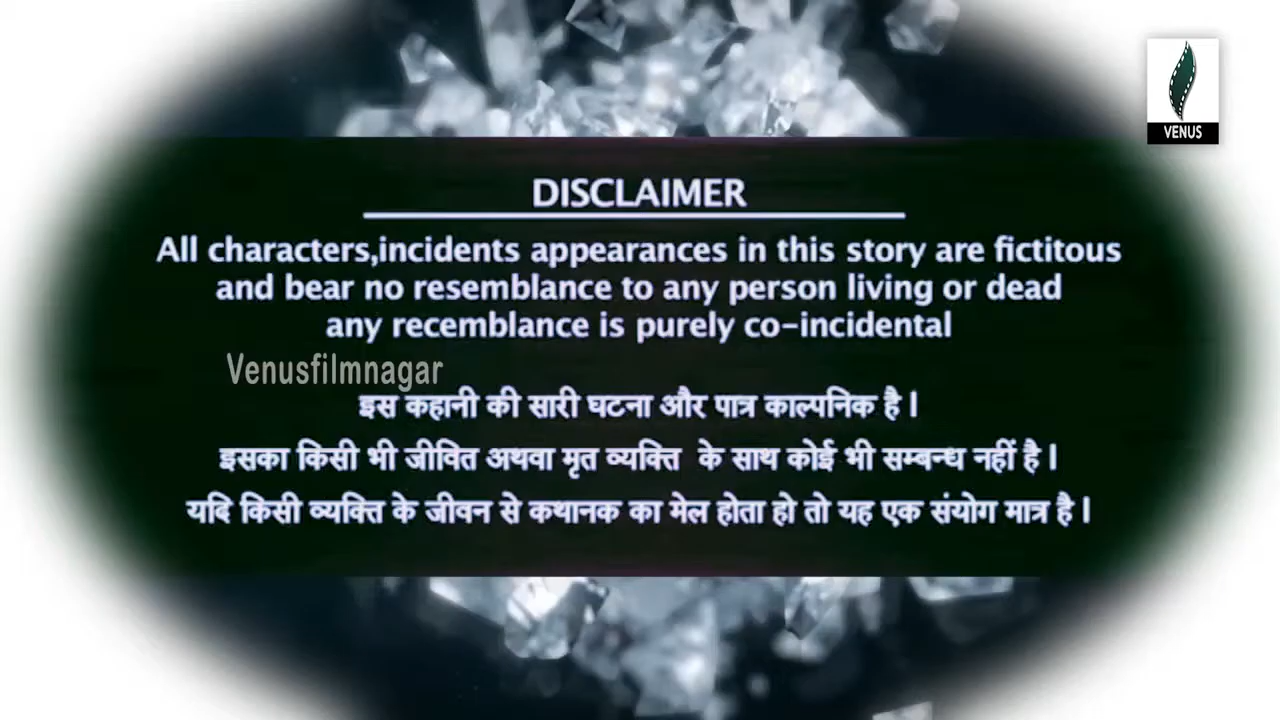 VENUS
DISCLAIMER
All characters,incidents appearances in this story are fictitous
and bear no resemblance to any person living or dead
any recemblance is purely co-incidental
Venusfilmnagar
इस कहानी की सारी घटना और पात्र काल्पनिक है ।
इसका किसी भी जीवित अथवा मृत व्यक्ति के साथ कोई भी सम्बन्ध नहीं है ।
यदि किसी व्यक्ति के जीवन से कथानक का मेल होता हो तो यह एक संयोग मात्र है ।